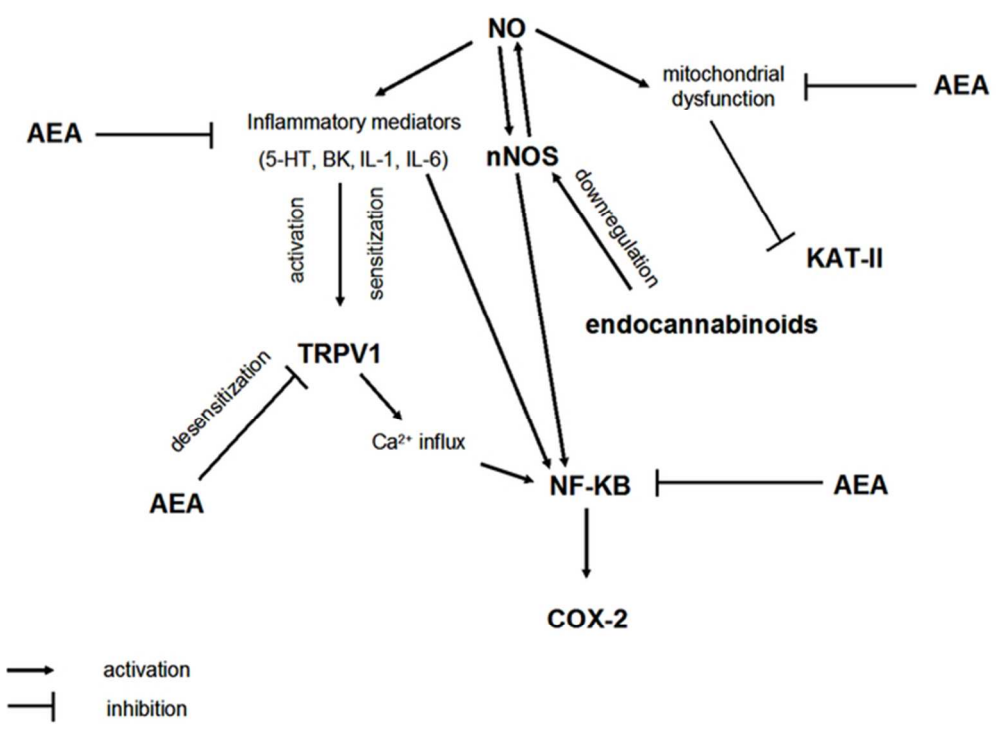 NO
mitochondrial
dysfunction
AEA
AEA
Inflammatory mediators
(5-HT, BK, IL-1, IL-6)
nNOS
activation
sensitization
downregulation
KAT-II
endocannabinoids
TRPV1
desensitization
Ca²⁺ influx
AEA
NF-KB
AEA
COX-2
activation
inhibition